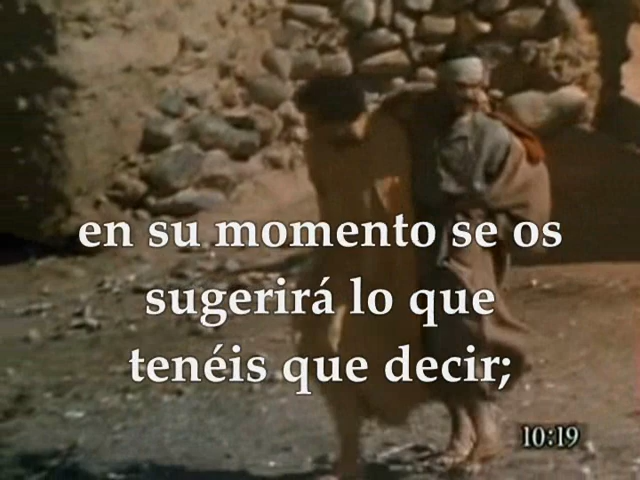 en su momento se os
sugerirá lo que
tenéis que decir;
10:19